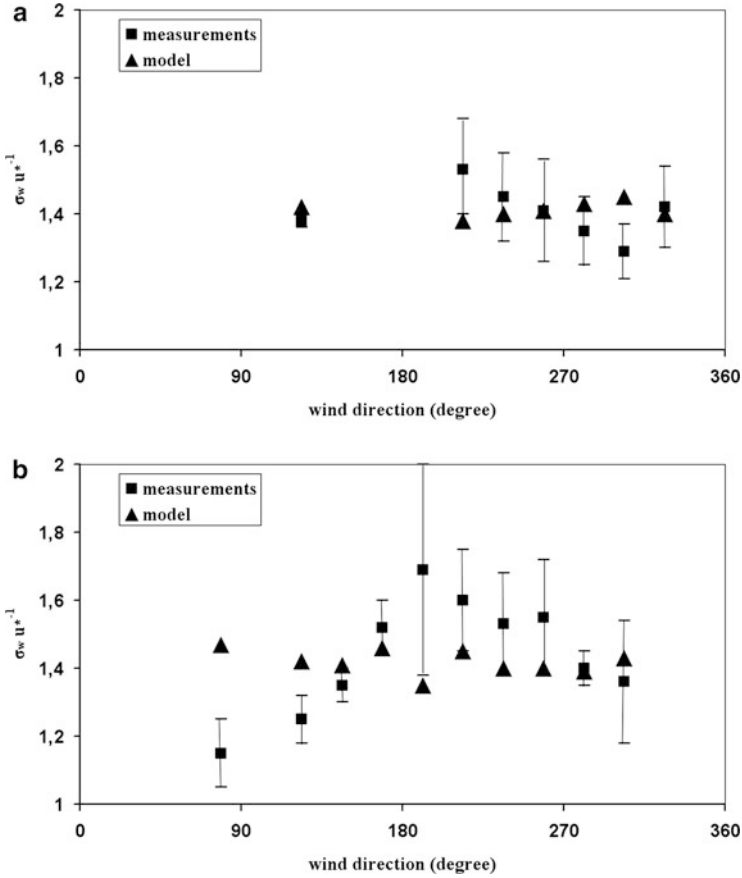 a
2
measurements
model
1,8
1,6
σw u*-1
1,4
1,2
1
0 90 180 270 360
wind direction (degree)
b
2
measurements
model
1,8
1,6
σw u*-1
1,4
1,2
1
0 90 180 270 360
wind direction (degree)